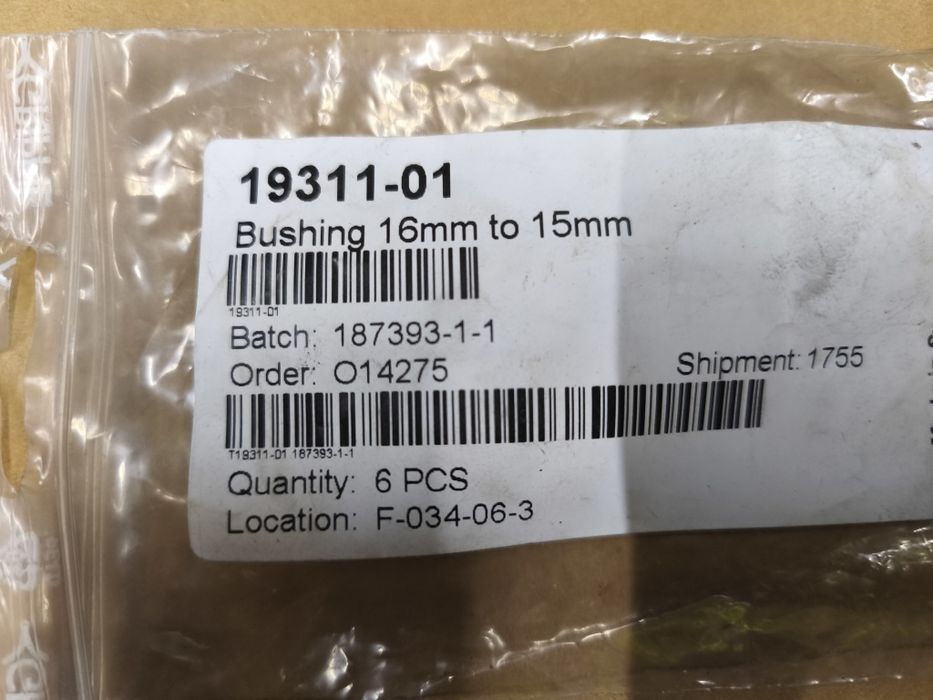 19311-01
Bushing 16mm to 15mm
19311-01
Batch: 187393-1-1
Order: O14275
Shipment: 1755
T19311-01 187393-1-1
Quantity: 6 PCS
Location: F-034-06-3